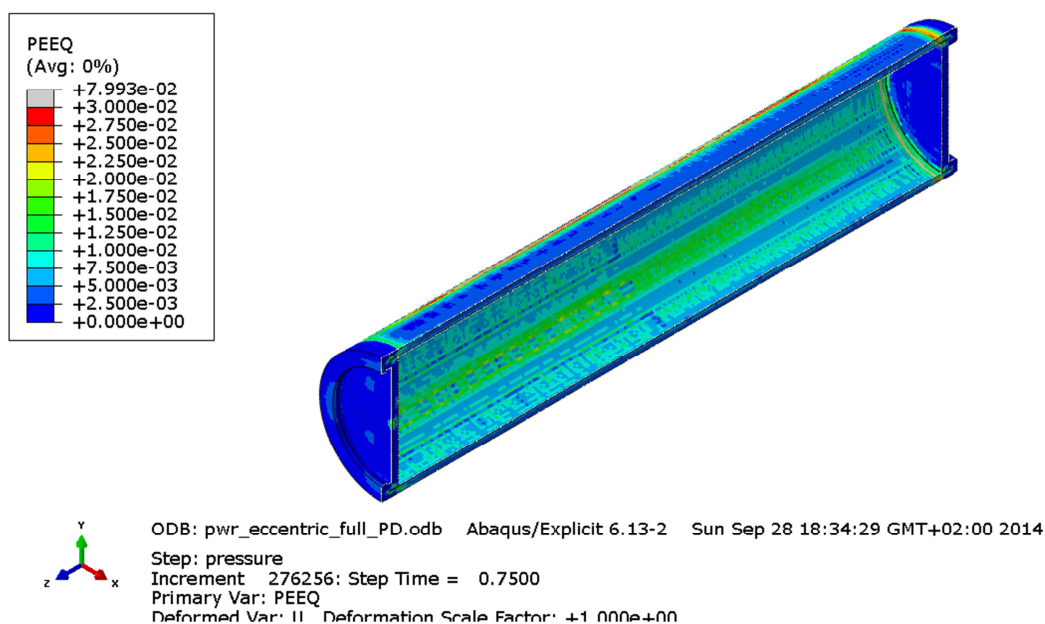 PEEQ
(Avg: 0%)
+7.993e-02
+3.000e-02
+2.750e-02
+2.500e-02
+2.250e-02
+2.000e-02
+1.750e-02
+1.500e-02
+1.250e-02
+1.000e-02
+7.500e-03
+5.000e-03
+2.500e-03
+0.000e+00
Y
Z X
ODB: pwr_eccentric_full_PD.odb Abaqus/Explicit 6.13-2 Sun Sep 28 18:34:29 GMT+02:00 2014
Step: pressure
Increment 276256: Step Time = 0.7500
Primary Var: PEEQ
Deformed Var: U Deformation Scale Factor: +1.000e+00